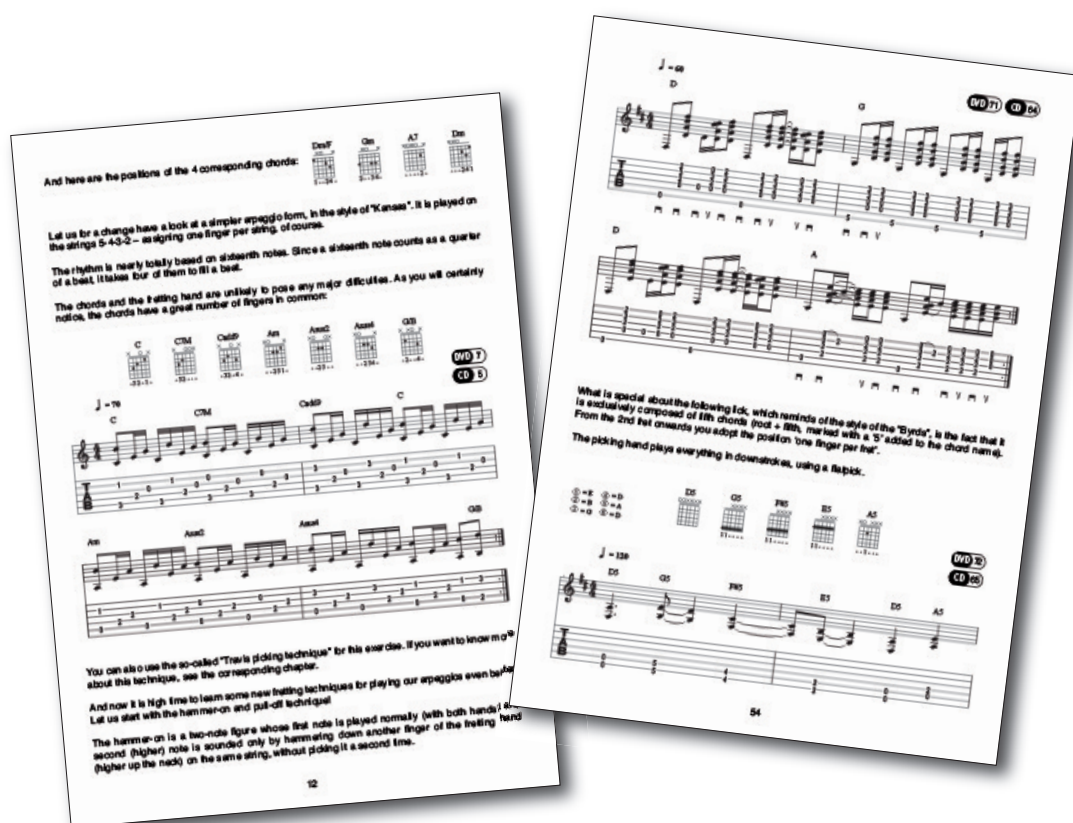 And here are the positions of the 4 corresponding chords:
Dm/F Gm A7 Dm
Let us for a change have a look at a simpler arpeggio form, in the style of "Kansas". It is played on
the strings 5-4-3-2 – assigning one finger per string, of course.
The rhythm is nearly totally based on sixteenth notes. Since a sixteenth note counts as a quarter
of a beat, it takes four of them to fill a beat.
The chords and the fretting hand are unlikely to pose any major difficulties. As you will certainly
notice, the chords have a great number of fingers in common:
C C7M Cadd9 Am Asus2 Asus4 G/B
DVD 7
CD 5
♩ = 70
C C7M Cadd9 C
TAB
Am Asus2 Asus4 G/B
You can also use the so-called "Travis picking technique" for this exercise. If you want to know
about this technique, see the corresponding chapter.
And now it is high time to learn some new fretting techniques for playing our arpeggios even
Let us start with the hammer-on and pull-off technique!
The hammer-on is a two-note figure whose first note is played normally (with both hands)
second (higher) note is sounded only by hammering down another finger of the fretting hand
(higher up the neck) on the same string, without picking it a second time.
12
♩ = 60
DVD 71 CD 64
D G
TAB
D A
What is special about the following lick, which reminds of the style of the "Byrds", is the fact that it
is exclusively composed of fifth chords (root + fifth, marked with a '5' added to the chord name).
From the 2nd fret onwards you adopt the position 'one finger per fret'.
The picking hand plays everything in downstrokes, using a flatpick.
①=E ④=D
②=B ⑤=A
③=G ⑥=D
D5 G5 F#5 E5 A5
DVD 72
CD 65
♩ = 120
D5 G5 F#5 E5 D5 A5
TAB
54